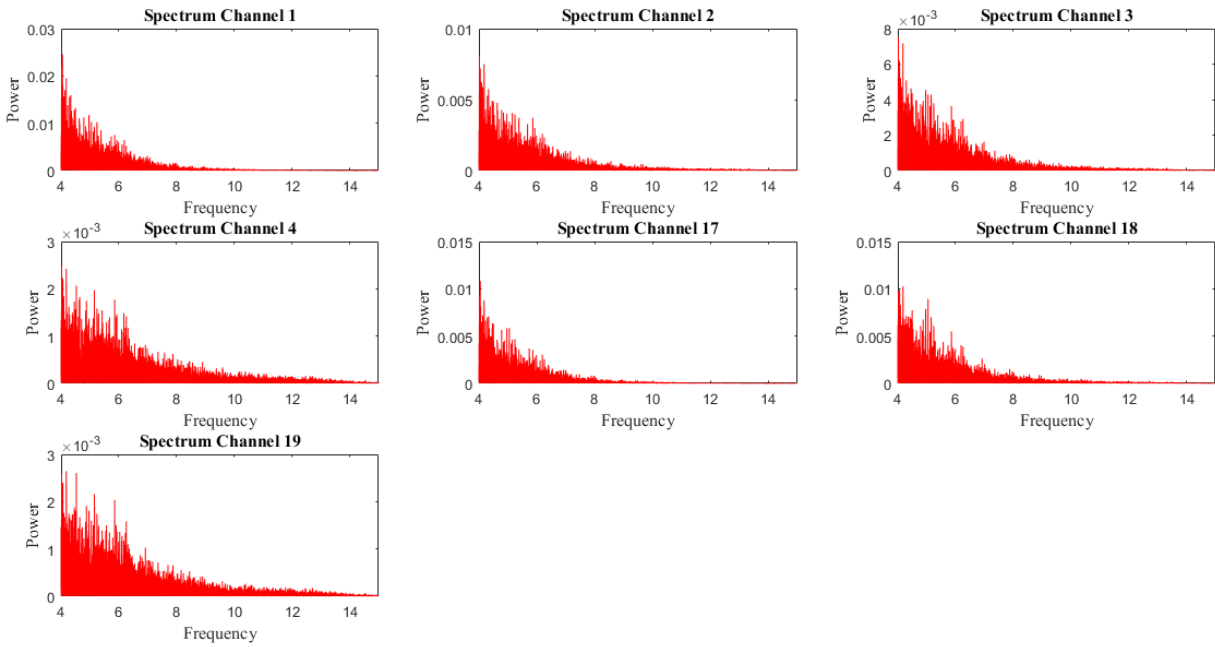 Spectrum Channel 1
0.03
0.02
0.01
0
Power
4 6 8 10 12 14
Frequency
Spectrum Channel 2
0.01
0.005
0
Power
4 6 8 10 12 14
Frequency
Spectrum Channel 3
×10-3
8
6
4
2
0
Power
4 6 8 10 12 14
Frequency
Spectrum Channel 4
×10-3
3
2
1
0
Power
4 6 8 10 12 14
Frequency
Spectrum Channel 17
0.015
0.01
0.005
0
Power
4 6 8 10 12 14
Frequency
Spectrum Channel 18
0.015
0.01
0.005
0
Power
4 6 8 10 12 14
Frequency
Spectrum Channel 19
×10-3
3
2
1
0
Power
4 6 8 10 12 14
Frequency